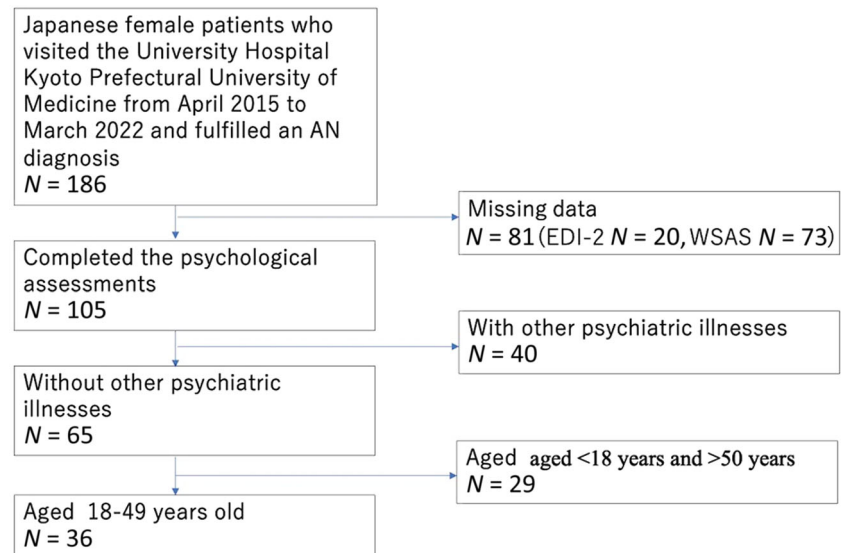 Japanese female patients who
visited the University Hospital
Kyoto Prefectural University of
Medicine from April 2015 to
March 2022 and fulfilled an AN
diagnosis
N = 186
Missing data
N = 81(EDI-2 N = 20, WSAS N = 73)
Completed the psychological
assessments
N = 105
With other psychiatric illnesses
N = 40
Without other psychiatric
illnesses
N = 65
Aged aged <18 years and >50 years
N = 29
Aged 18-49 years old
N = 36